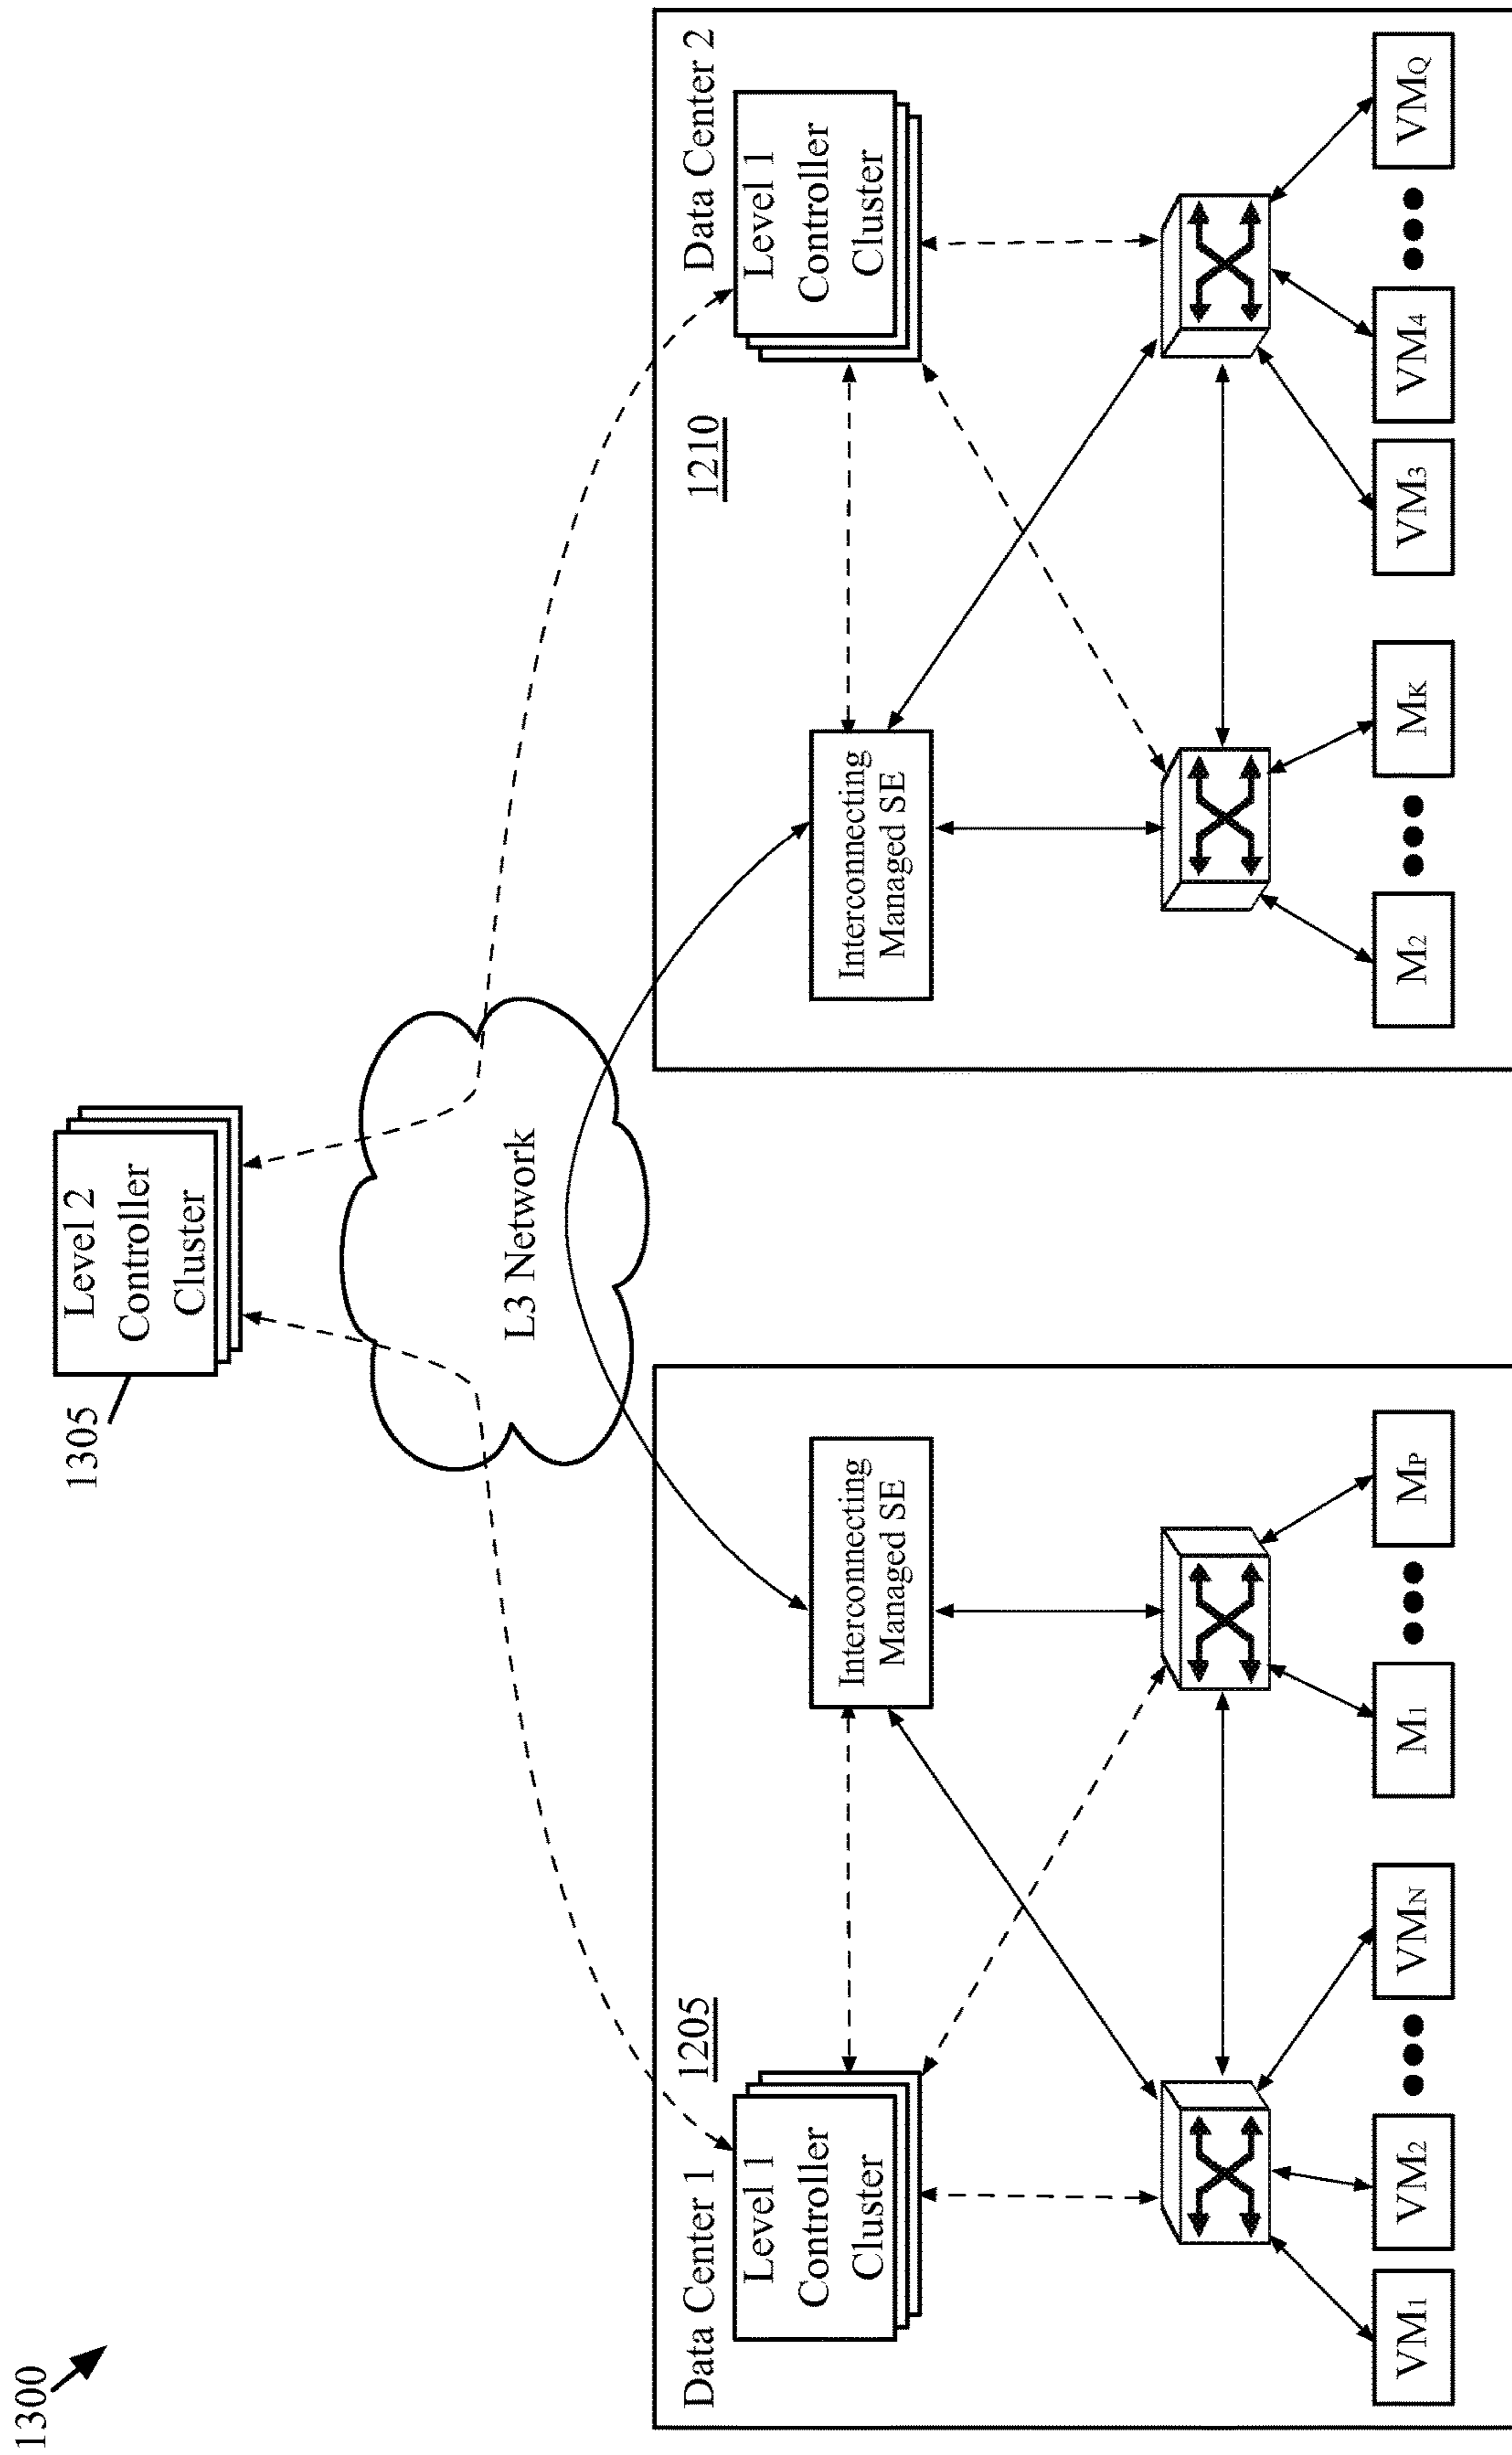 1300
1305
Level 2
Controller
Cluster
L3 Network
Data Center 1
1205
Level 1
Controller
Cluster
Interconnecting
Managed SE
VM1
VM2
VMN
M1
MP
Data Center 2
1210
Interconnecting
Managed SE
Level 1
Controller
Cluster
M2
MK
VM3
VM4
VMQ